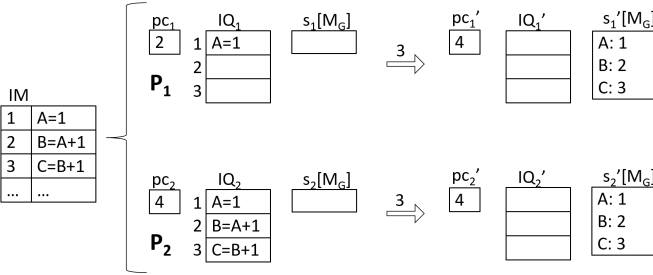 IM
1 A=1
2 B=A+1
3 C=B+1
... ...
pc1 IQ1 s1[MG] pc1' IQ1' s1'[MG]
2 1 A=1 3 4 A: 1
2 B: 2
P1 3 C: 3
pc2 IQ2 s2[MG] pc2' IQ2' s2'[MG]
4 1 A=1 3 4 A: 1
2 B=A+1 B: 2
P2 3 C=B+1 C: 3